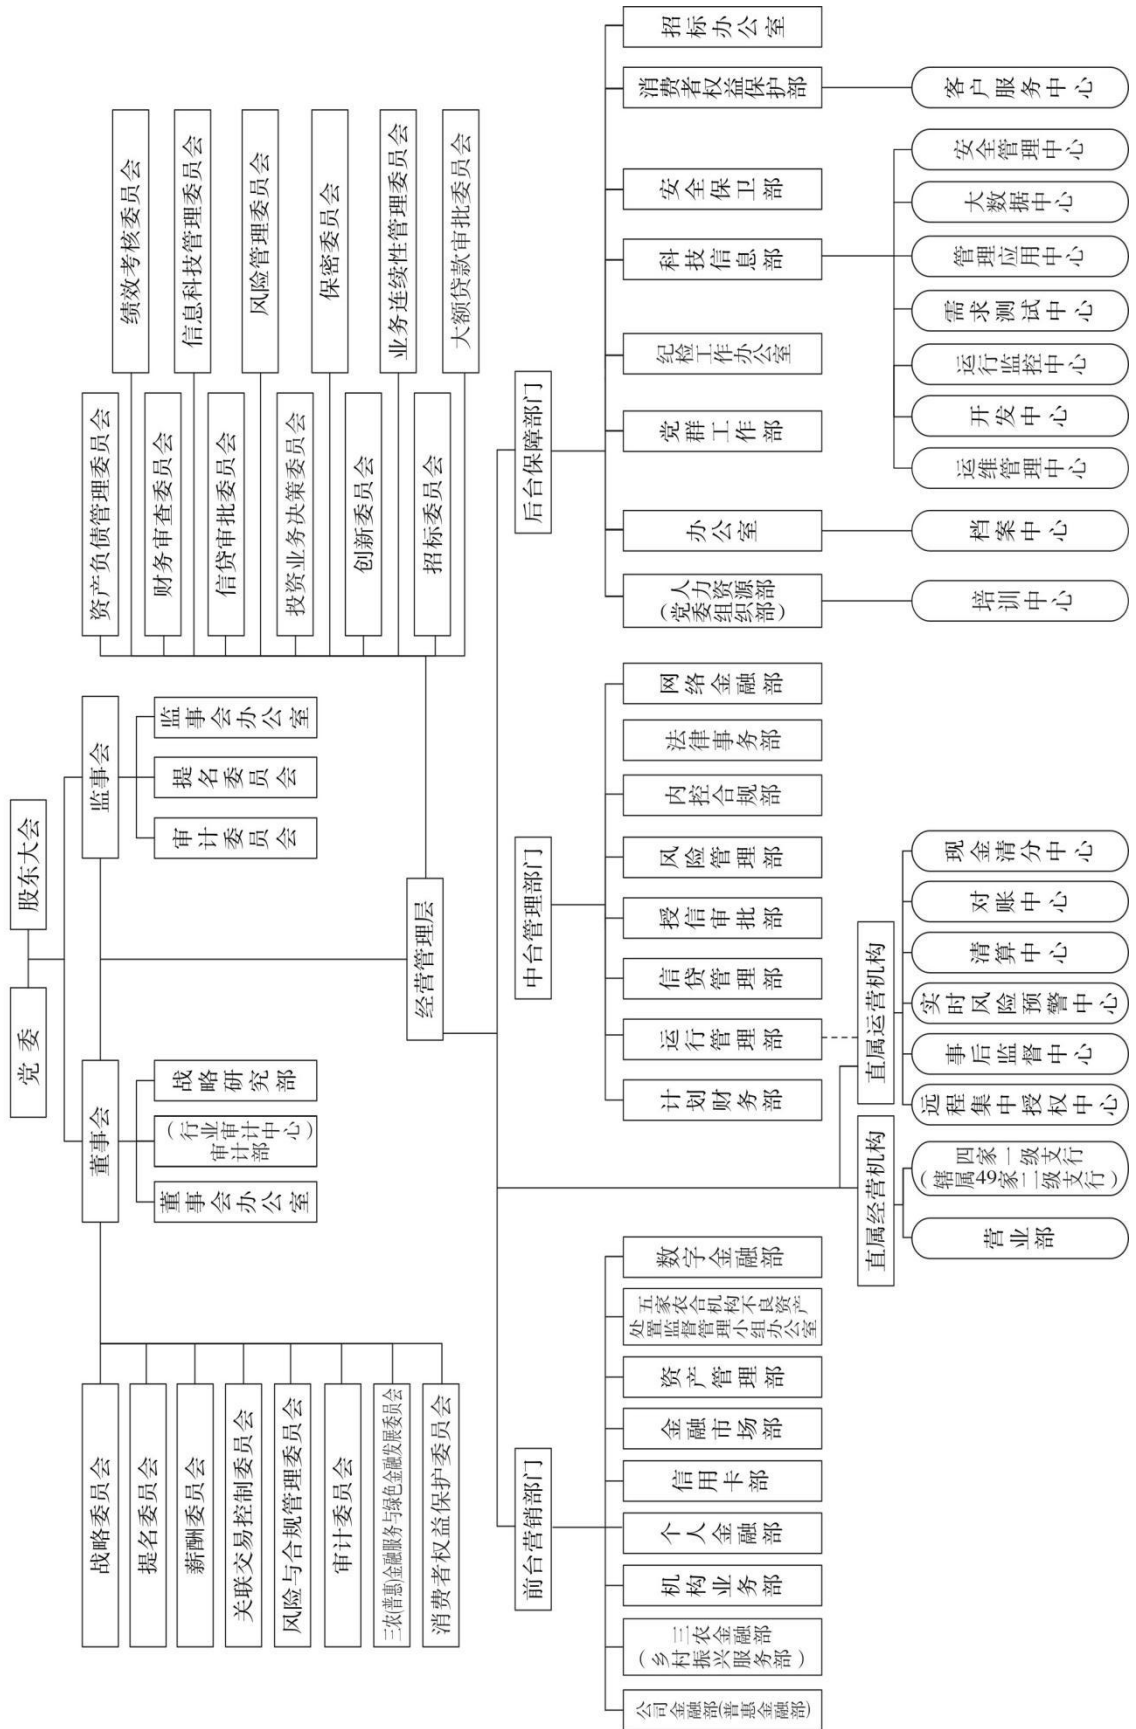 党 委
股东大会
董事会
监事会
战略委员会
提名委员会
薪酬委员会
关联交易控制委员会
风险与合规管理委员会
审计委员会
三农(普惠)金融服务与绿色金融发展委员会
消费者权益保护委员会
董事会办公室
审计部
(行业审计中心)
战略研究部
审计委员会
提名委员会
监事会办公室
经营管理层
资产负债管理委员会
绩效考核委员会
财务审查委员会
信息科技管理委员会
信贷审批委员会
风险管理委员会
投资业务决策委员会
保密委员会
创新委员会
业务连续性管理委员会
招标委员会
大额贷款审批委员会
前台营销部门
中台管理部门
后台保障部门
公司金融部(普惠金融部)
三农金融部
(乡村振兴服务部)
机构业务部
个人金融部
信用卡部
金融市场部
资产管理部
五家农合机构不良资产
处置监督管理小组办公室
数字金融部
计划财务部
运行管理部
信贷管理部
授信审批部
风险管理部
内控合规部
法律事务部
网络金融部
人力资源部
(党委组织部)
办公室
党群工作部
纪检工作办公室
科技信息部
安全保卫部
消费者权益保护部
招标办公室
直属经营机构
直属运营机构
营业部
四家一级支行
(辖属49家二级支行)
远程集中授权中心
事后监督中心
实时风险预警中心
清算中心
对账中心
现金清分中心
培训中心
档案中心
运维管理中心
开发中心
运行监控中心
需求测试中心
管理应用中心
大数据中心
安全管理中心
客户服务中心